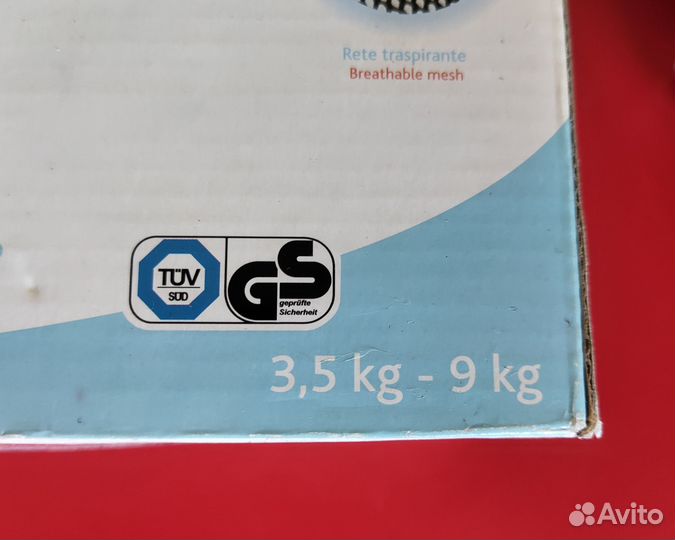 Rete traspirante
Breathable mesh
TÜV
SÜD
GS
geprüfte
Sicherheit
3,5 kg - 9 kg
Avito